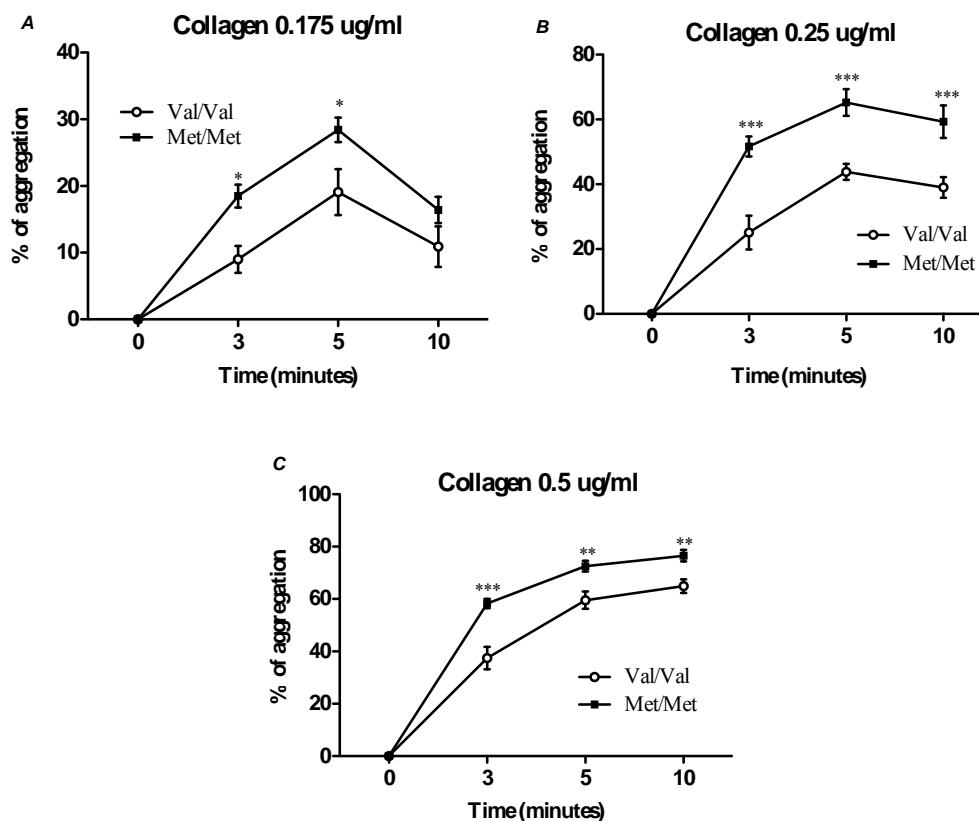 A
Collagen 0.175 ug/ml
% of aggregation
40
30
20
10
0
Val/Val
Met/Met
*
*
0 3 5 10
Time (minutes)
B
Collagen 0.25 ug/ml
% of aggregation
80
60
40
20
0
***
***
***
Val/Val
Met/Met
0 3 5 10
Time (minutes)
C
Collagen 0.5 ug/ml
% of aggregation
100
80
60
40
20
0
***
**
**
Val/Val
Met/Met
0 3 5 10
Time (minutes)